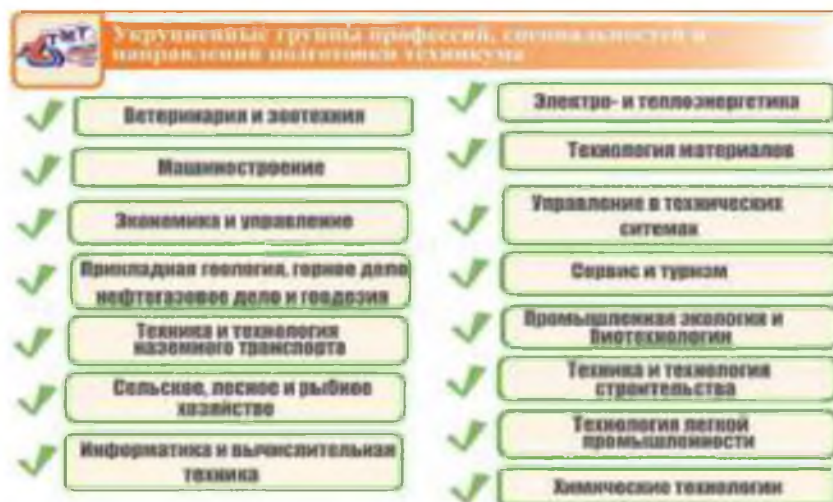 ТМТ
Укрупненные группы профессий, специальностей и
направлений подготовки техникума
Ветеринария и зоотехния
Машиностроение
Экономика и управление
Прикладная геология, горное дело
нефтегазовое дело и геодезия
Техника и технология
наземного транспорта
Сельское, лесное и рыбное
хозяйство
Информатика и вычислительная
техника
Электро- и теплоэнергетика
Технология материалов
Управление в технических
ситемах
Сервис и туризм
Промышленная экология и
биотехнологии
Техника и технология
строительства
Технология легкой
промышленности
Химические технологии